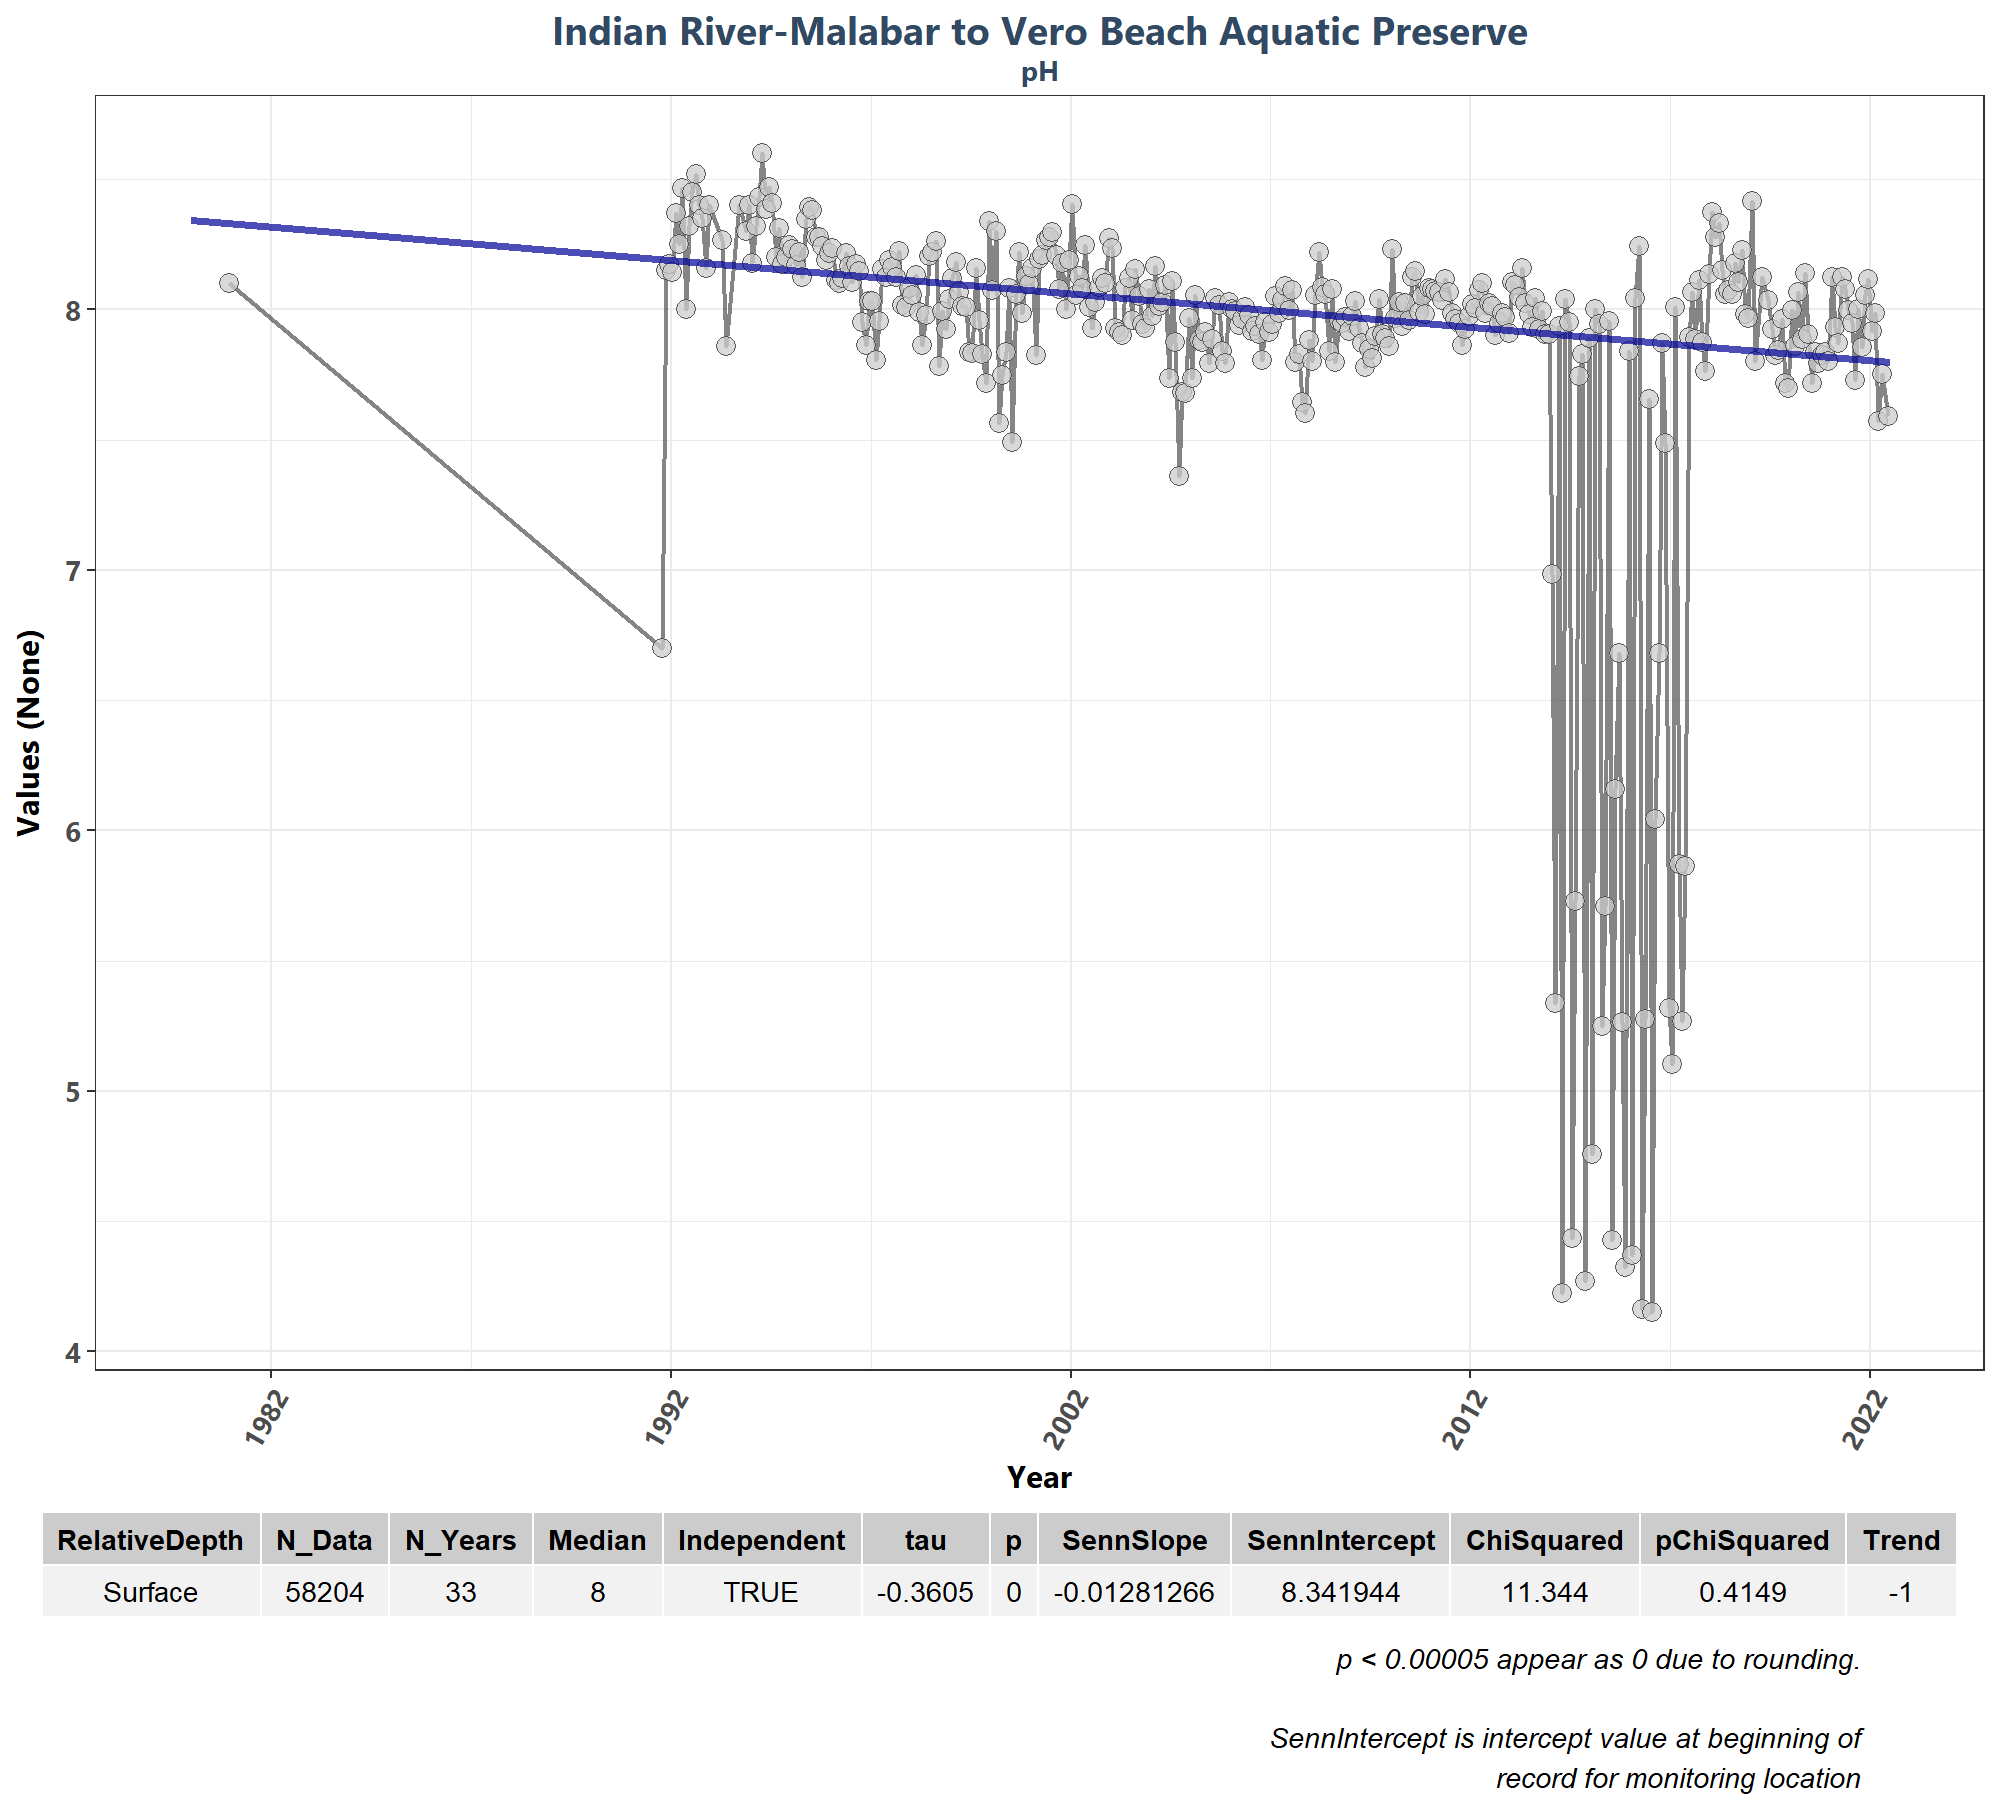 Indian River-Malabar to Vero Beach Aquatic Preserve
pH
Values (None)
8
7
6
5
4
1982
1992
2002
2012
2022
Year
RelativeDepth N_Data N_Years Median Independent tau p SennSlope SennIntercept ChiSquared pChiSquared Trend
Surface 58204 33 8 TRUE -0.3605 0 -0.01281266 8.341944 11.344 0.4149 -1
p < 0.00005 appear as 0 due to rounding.
SennIntercept is intercept value at beginning of
record for monitoring location